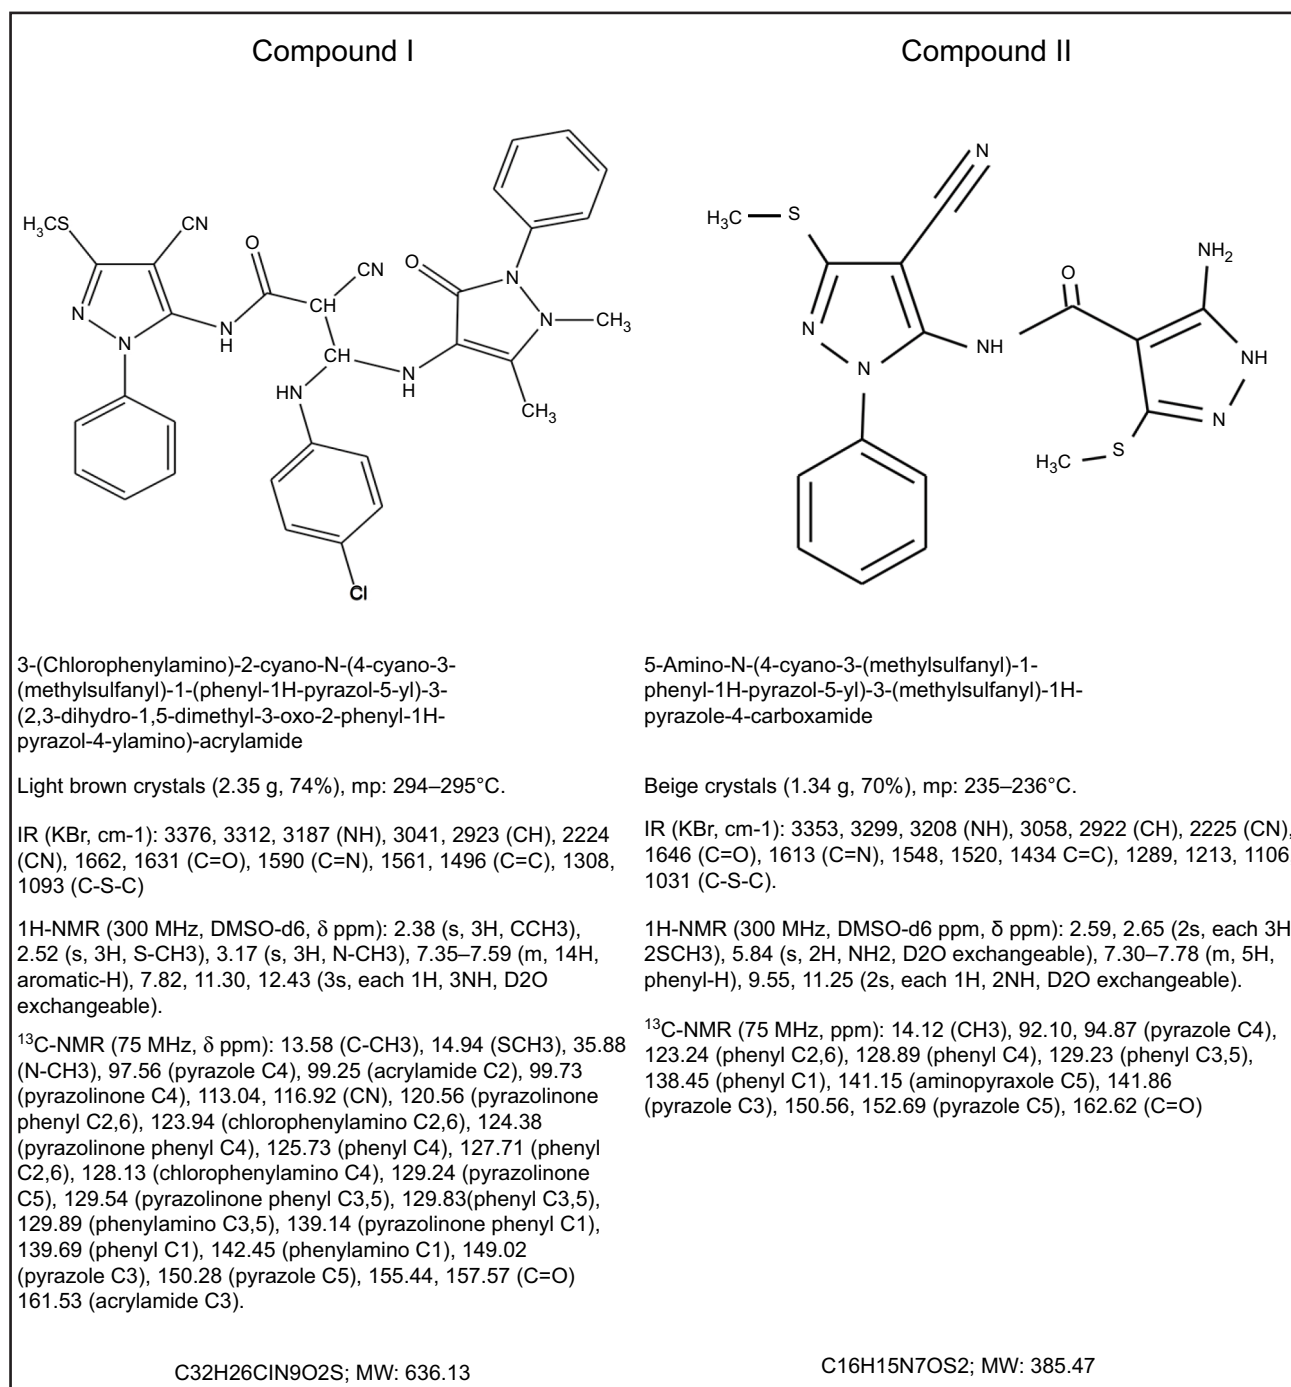 Compound I
H3CS
CN
O
CN
N
N
N
H
CH
CH
HN
N
H
O
N
N
CH3
CH3
Cl
3-(Chlorophenylamino)-2-cyano-N-(4-cyano-3-
(methylsulfanyl)-1-(phenyl-1H-pyrazol-5-yl)-3-
(2,3-dihydro-1,5-dimethyl-3-oxo-2-phenyl-1H-
pyrazol-4-ylamino)-acrylamide
Light brown crystals (2.35 g, 74%), mp: 294–295°C.
IR (KBr, cm-1): 3376, 3312, 3187 (NH), 3041, 2923 (CH), 2224
(CN), 1662, 1631 (C=O), 1590 (C=N), 1561, 1496 (C=C), 1308,
1093 (C-S-C)
1H-NMR (300 MHz, DMSO-d6, δ ppm): 2.38 (s, 3H, CCH3),
2.52 (s, 3H, S-CH3), 3.17 (s, 3H, N-CH3), 7.35–7.59 (m, 14H,
aromatic-H), 7.82, 11.30, 12.43 (3s, each 1H, 3NH, D2O
exchangeable).
13C-NMR (75 MHz, δ ppm): 13.58 (C-CH3), 14.94 (SCH3), 35.88
(N-CH3), 97.56 (pyrazole C4), 99.25 (acrylamide C2), 99.73
(pyrazolinone C4), 113.04, 116.92 (CN), 120.56 (pyrazolinone
phenyl C2,6), 123.94 (chlorophenylamino C2,6), 124.38
(pyrazolinone phenyl C4), 125.73 (phenyl C4), 127.71 (phenyl
C2,6), 128.13 (chlorophenylamino C4), 129.24 (pyrazolinone
C5), 129.54 (pyrazolinone phenyl C3,5), 129.83(phenyl C3,5),
129.89 (phenylamino C3,5), 139.14 (pyrazolinone phenyl C1),
139.69 (phenyl C1), 142.45 (phenylamino C1), 149.02
(pyrazole C3), 150.28 (pyrazole C5), 155.44, 157.57 (C=O)
161.53 (acrylamide C3).
C32H26ClN9O2S; MW: 636.13
Compound II
N
H3C
S
N
N
NH
O
NH2
NH
N
S
H3C
5-Amino-N-(4-cyano-3-(methylsulfanyl)-1-
phenyl-1H-pyrazol-5-yl)-3-(methylsulfanyl)-1H-
pyrazole-4-carboxamide
Beige crystals (1.34 g, 70%), mp: 235–236°C.
IR (KBr, cm-1): 3353, 3299, 3208 (NH), 3058, 2922 (CH), 2225 (CN),
1646 (C=O), 1613 (C=N), 1548, 1520, 1434 C=C), 1289, 1213, 1106
1031 (C-S-C).
1H-NMR (300 MHz, DMSO-d6 ppm, δ ppm): 2.59, 2.65 (2s, each 3H
2SCH3), 5.84 (s, 2H, NH2, D2O exchangeable), 7.30–7.78 (m, 5H,
phenyl-H), 9.55, 11.25 (2s, each 1H, 2NH, D2O exchangeable).
13C-NMR (75 MHz, ppm): 14.12 (CH3), 92.10, 94.87 (pyrazole C4),
123.24 (phenyl C2,6), 128.89 (phenyl C4), 129.23 (phenyl C3,5),
138.45 (phenyl C1), 141.15 (aminopyraxole C5), 141.86
(pyrazole C3), 150.56, 152.69 (pyrazole C5), 162.62 (C=O)
C16H15N7OS2; MW: 385.47